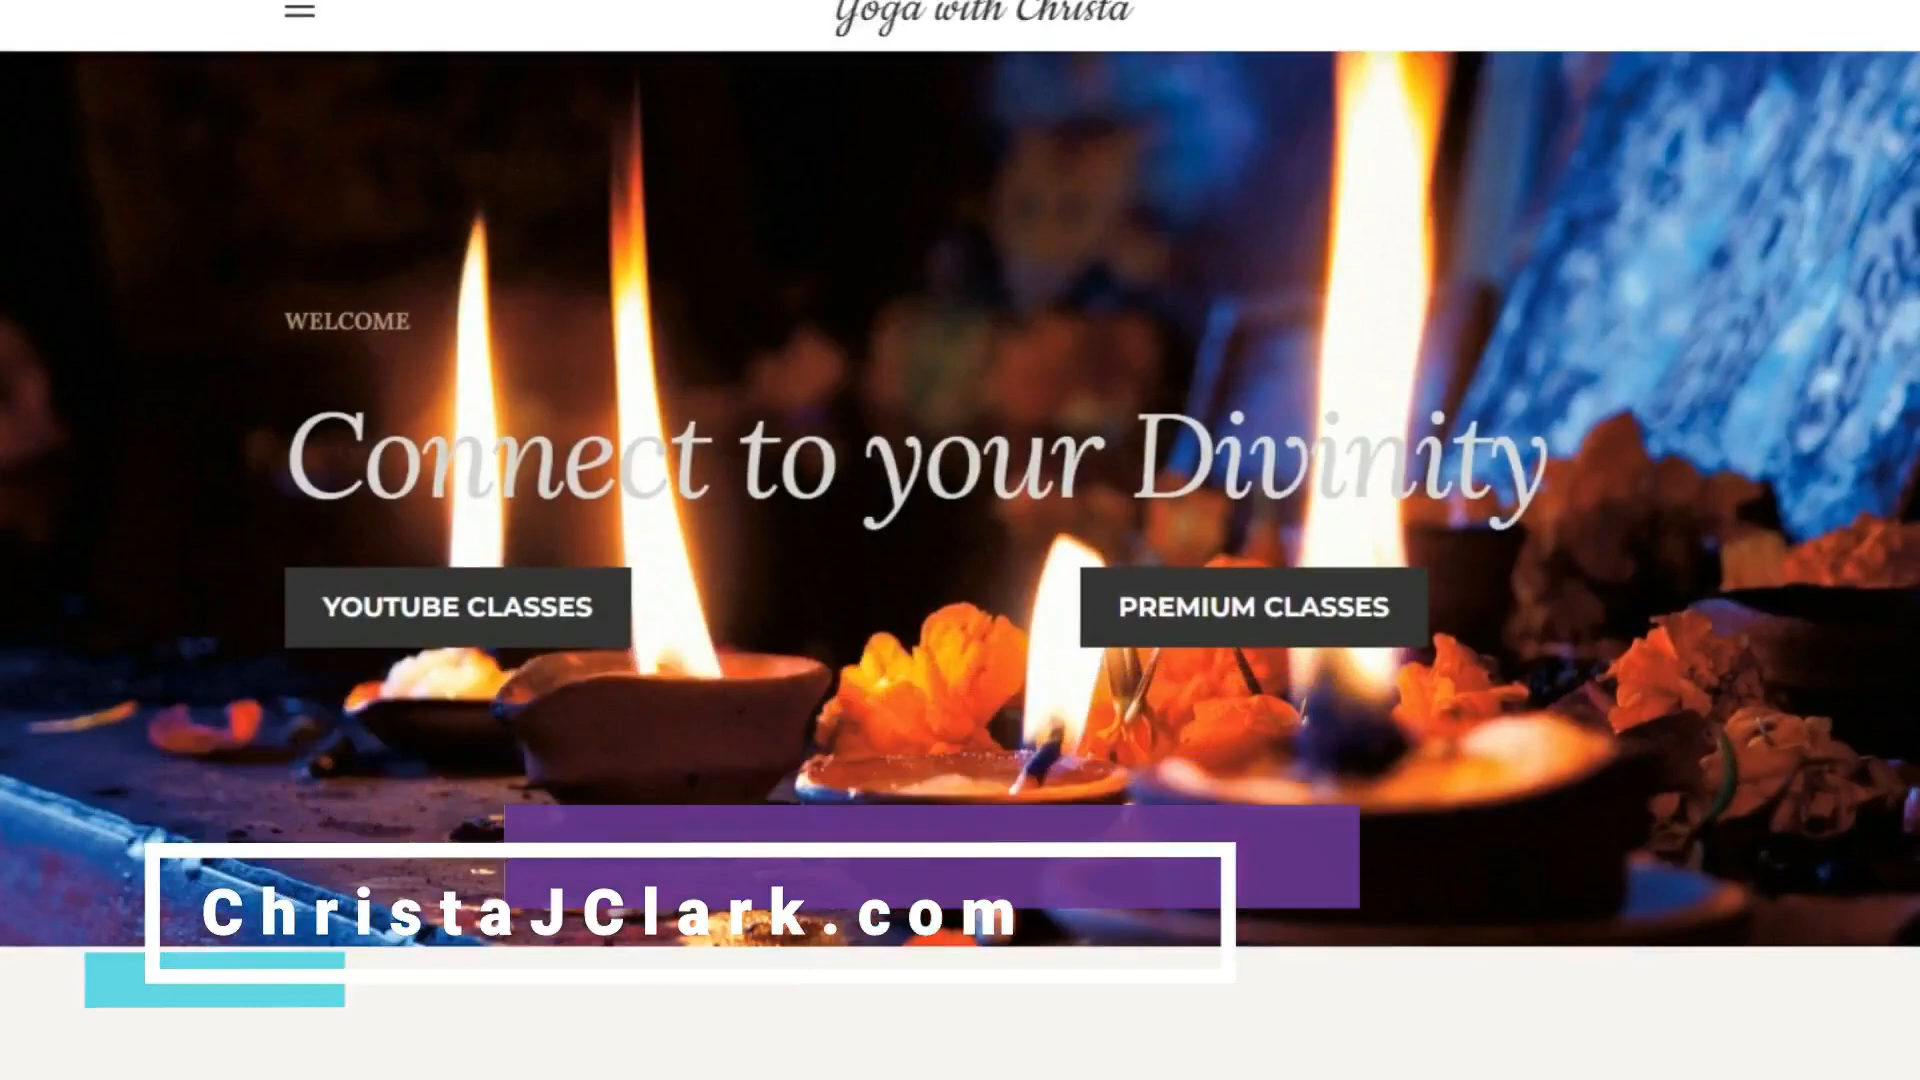 Yoga with Christa
WELCOME
Connect to your Divinity
YOUTUBE CLASSES
PREMIUM CLASSES
ChristaJClark.com